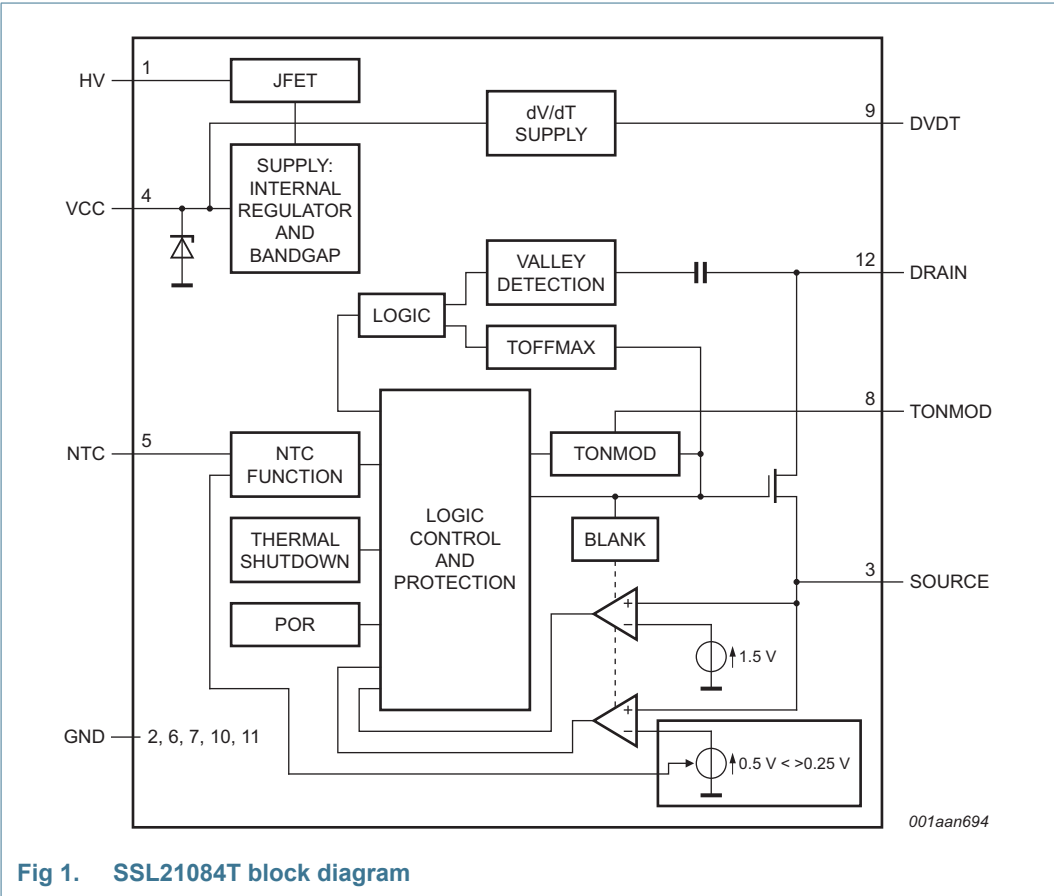 HV
1
JFET
dV/dT
SUPPLY
9
DVDT
SUPPLY:
INTERNAL
REGULATOR
AND
BANDGAP
VCC
4
VALLEY
DETECTION
12
DRAIN
LOGIC
TOFFMAX
8
TONMOD
NTC
5
NTC
FUNCTION
TONMOD
LOGIC
CONTROL
AND
PROTECTION
THERMAL
SHUTDOWN
BLANK
3
SOURCE
POR
+
−
1.5 V
+
−
GND
2, 6, 7, 10, 11
0.5 V < >0.25 V
001aan694
Fig 1. SSL21084T block diagram